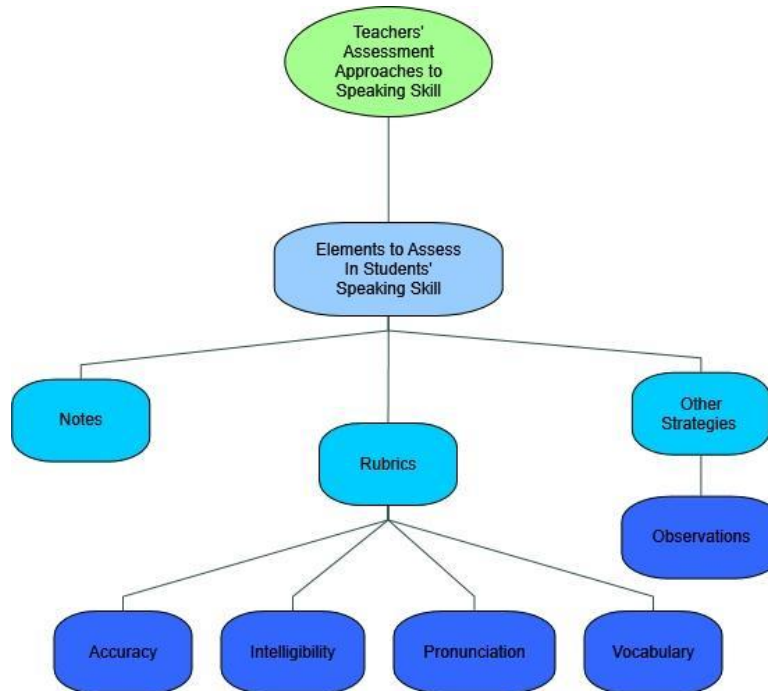 Teachers'
Assessment
Approaches to
Speaking Skill
Elements to Assess
In Students'
Speaking Skill
Notes
Rubrics
Other
Strategies
Observations
Accuracy
Intelligibility
Pronunciation
Vocabulary